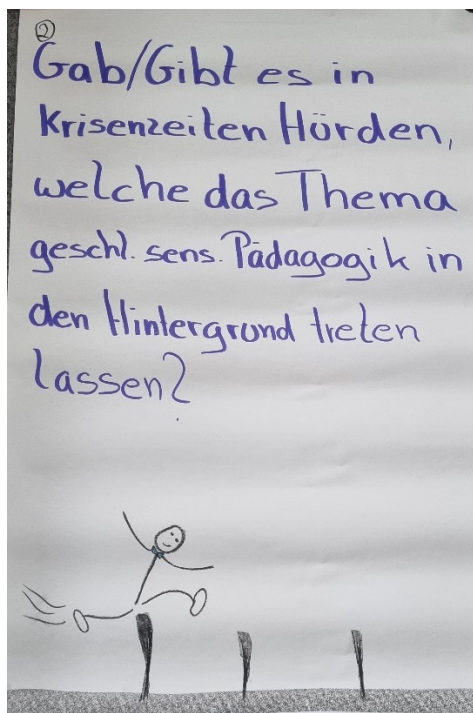 ②
Gab/Gibt es in
Krisenzeiten Hürden,
welche das Thema
geschl. sens. Pädagogik in
den Hintergrund treten
lassen?